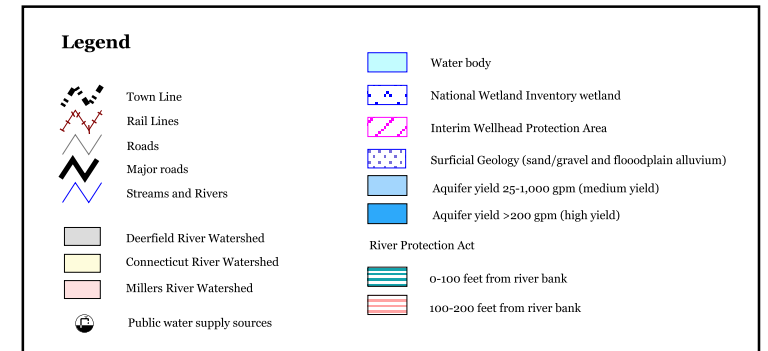 Legend
Town Line
Rail Lines
Roads
Major roads
Streams and Rivers
Deerfield River Watershed
Connecticut River Watershed
Millers River Watershed
Public water supply sources
Water body
National Wetland Inventory wetland
Interim Wellhead Protection Area
Surficial Geology (sand/gravel and flooodplain alluvium)
Aquifer yield 25-1,000 gpm (medium yield)
Aquifer yield >200 gpm (high yield)
River Protection Act
0-100 feet from river bank
100-200 feet from river bank